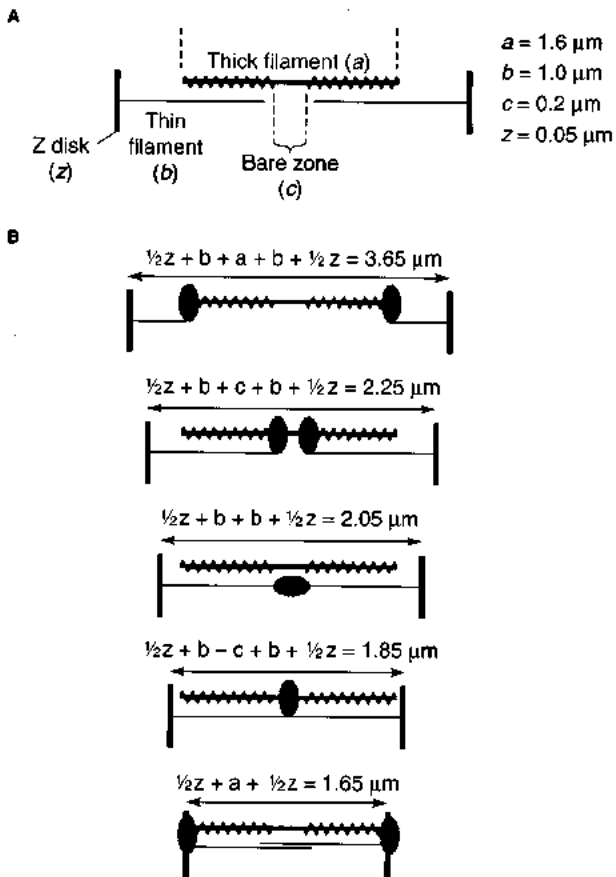 A
Thick filament (a)
a = 1.6 µm
b = 1.0 µm
c = 0.2 µm
z = 0.05 µm
Z disk
(z)
Thin
filament
(b)
Bare zone
(c)
B
½z + b + a + b + ½z = 3.65 µm
½z + b + c + b + ½z = 2.25 µm
½z + b + b + ½z = 2.05 µm
½z + b – c + b + ½z = 1.85 µm
½z + a + ½z = 1.65 µm